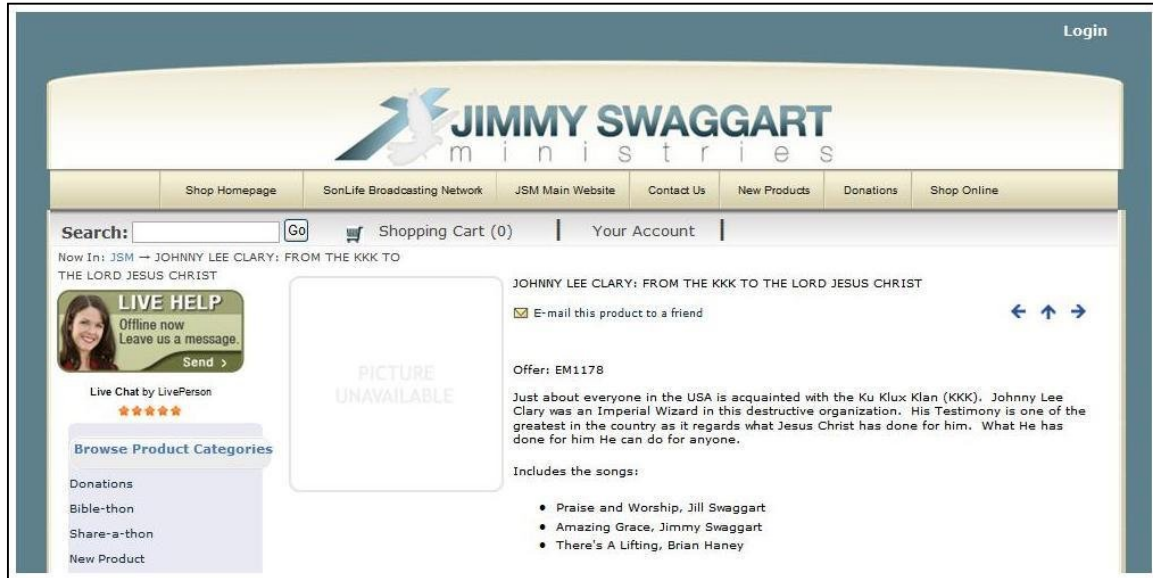 Login
JIMMY SWAGGART
ministries
Shop Homepage
SonLife Broadcasting Network
JSM Main Website
Contact Us
New Products
Donations
Shop Online
Search:
Go
Shopping Cart (0)
Your Account
Now In: JSM → JOHNNY LEE CLARY: FROM THE KKK TO
THE LORD JESUS CHRIST
LIVE HELP
Offline now
Leave us a message.
Send >
Live Chat by LivePerson
Browse Product Categories
Donations
Bible-thon
Share-a-thon
New Product
PICTURE
UNAVAILABLE
JOHNNY LEE CLARY: FROM THE KKK TO THE LORD JESUS CHRIST
E-mail this product to a friend
Offer: EM1178
Just about everyone in the USA is acquainted with the Ku Klux Klan (KKK). Johnny Lee
Clary was an Imperial Wizard in this destructive organization. His Testimony is one of the
greatest in the country as it regards what Jesus Christ has done for him. What He has
done for him He can do for anyone.
Includes the songs:
• Praise and Worship, Jill Swaggart
• Amazing Grace, Jimmy Swaggart
• There's A Lifting, Brian Haney